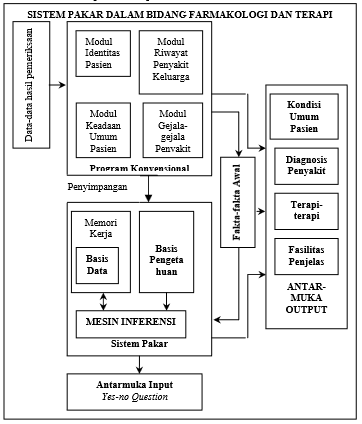 SISTEM PAKAR DALAM BIDANG FARMAKOLOGI DAN TERAPI
Data-data hasil pemeriksaan
Modul
Identitas
Pasien
Modul
Riwayat
Penyakit
Keluarga
Modul
Keadaan
Umum
Pasien
Modul
Gejala-
gejala
Penyakit
Program Konvensional
Penyimpangan
Fakta-fakta Awal
Memori
Kerja
Basis
Data
Basis
Pengeta
huan
MESIN INFERENSI
Sistem Pakar
Antarmuka Input
Yes-no Question
Kondisi
Umum
Pasien
Diagnosis
Penyakit
Terapi-
terapi
Fasilitas
Penjelas
ANTAR-
MUKA
OUTPUT